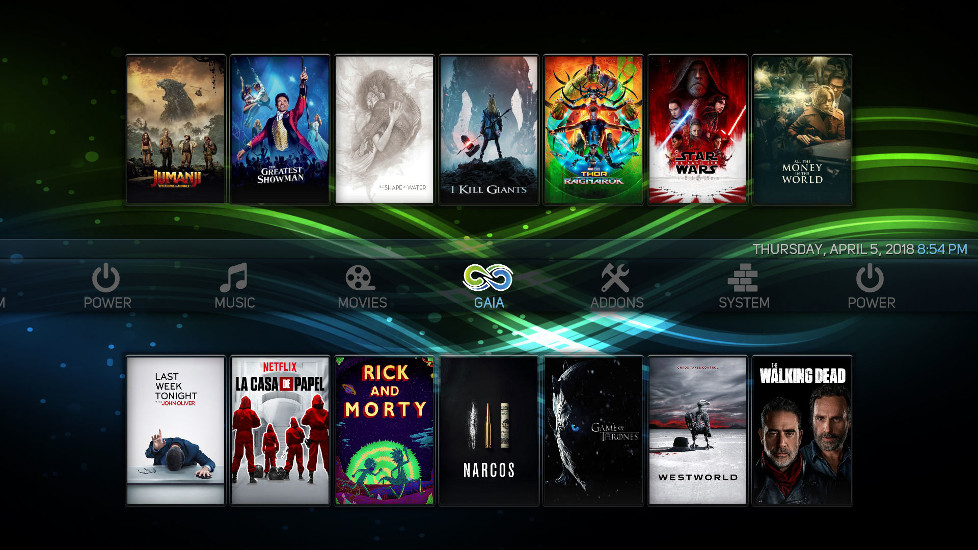 JUMANJI
THE
GREATEST
SHOWMAN
THE SHAPE OF WATER
I KILL GIANTS
THOR
RAGNAROK
STAR
WARS
ALL THE
MONEY
IN THE
WORLD
THURSDAY, APRIL 5, 2018 8:54 PM
M POWER MUSIC MOVIES GAIA ADDONS SYSTEM POWER
LAST
WEEK
TONIGHT
JOHN OLIVER
NETFLIX
LA CASA DE PAPEL
RICK
AND
MORTY
NARCOS
GAME OF
THRONES
WESTWORLD
THE
WALKING DEAD